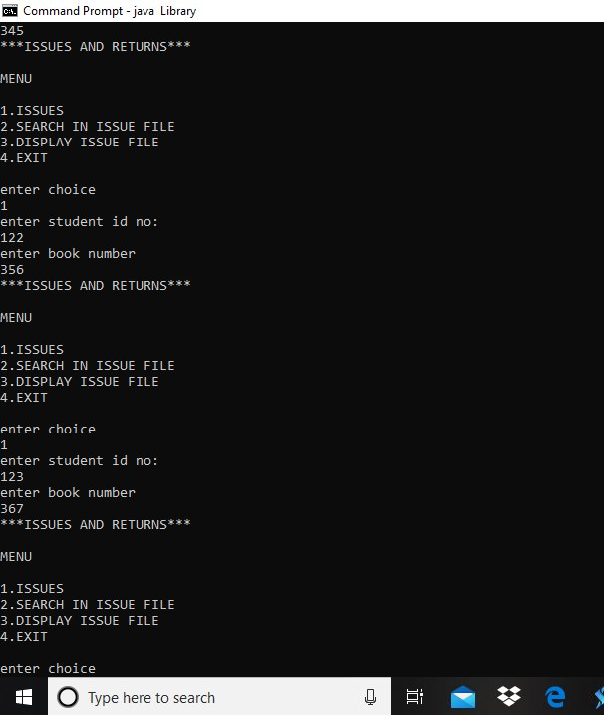 Command Prompt - java Library
345
***ISSUES AND RETURNS***
MENU
1.ISSUES
2.SEARCH IN ISSUE FILE
3.DISPLAY ISSUE FILE
4.EXIT
enter choice
1
enter student id no:
122
enter book number
356
***ISSUES AND RETURNS***
MENU
1.ISSUES
2.SEARCH IN ISSUE FILE
3.DISPLAY ISSUE FILE
4.EXIT
enter choice
1
enter student id no:
123
enter book number
367
***ISSUES AND RETURNS***
MENU
1.ISSUES
2.SEARCH IN ISSUE FILE
3.DISPLAY ISSUE FILE
4.EXIT
enter choice
Type here to search